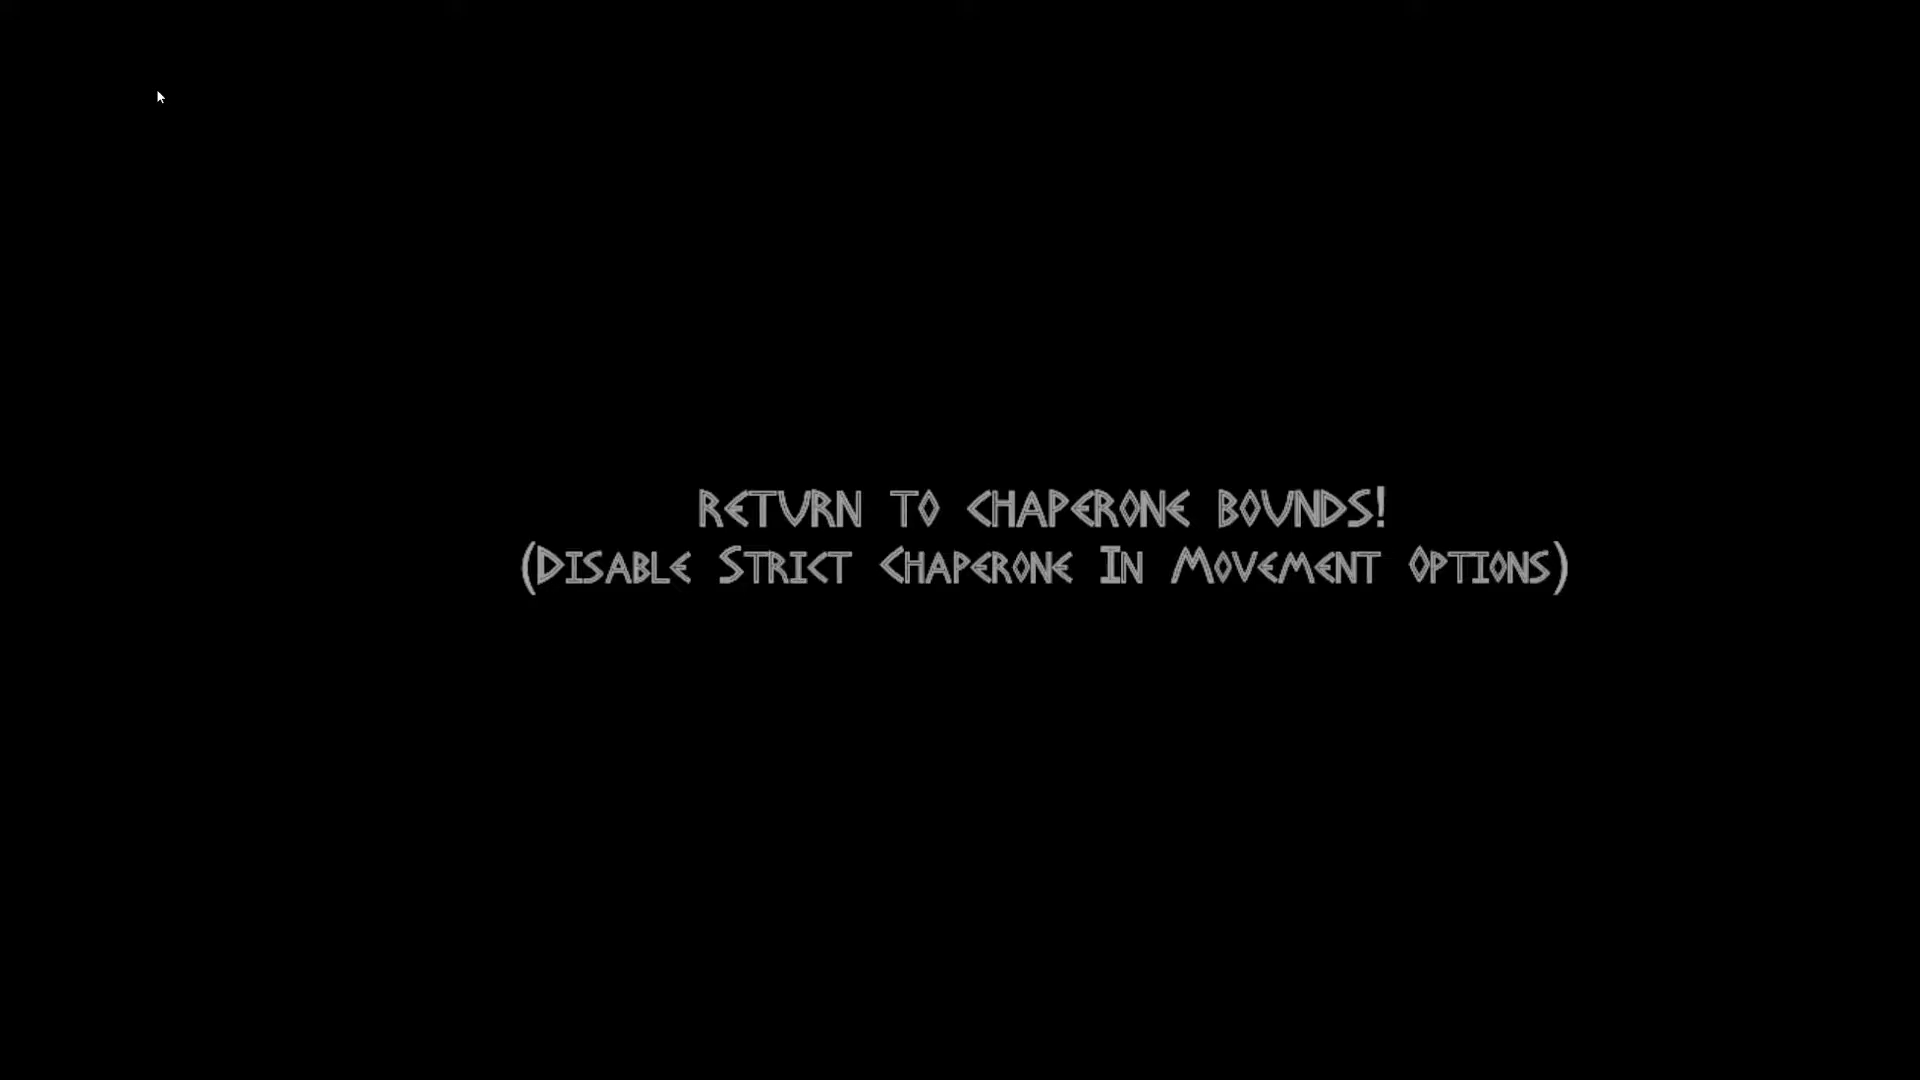 RETURN TO CHAPERONE BOUNDS!
(DISABLE STRICT CHAPERONE IN MOVEMENT OPTIONS)